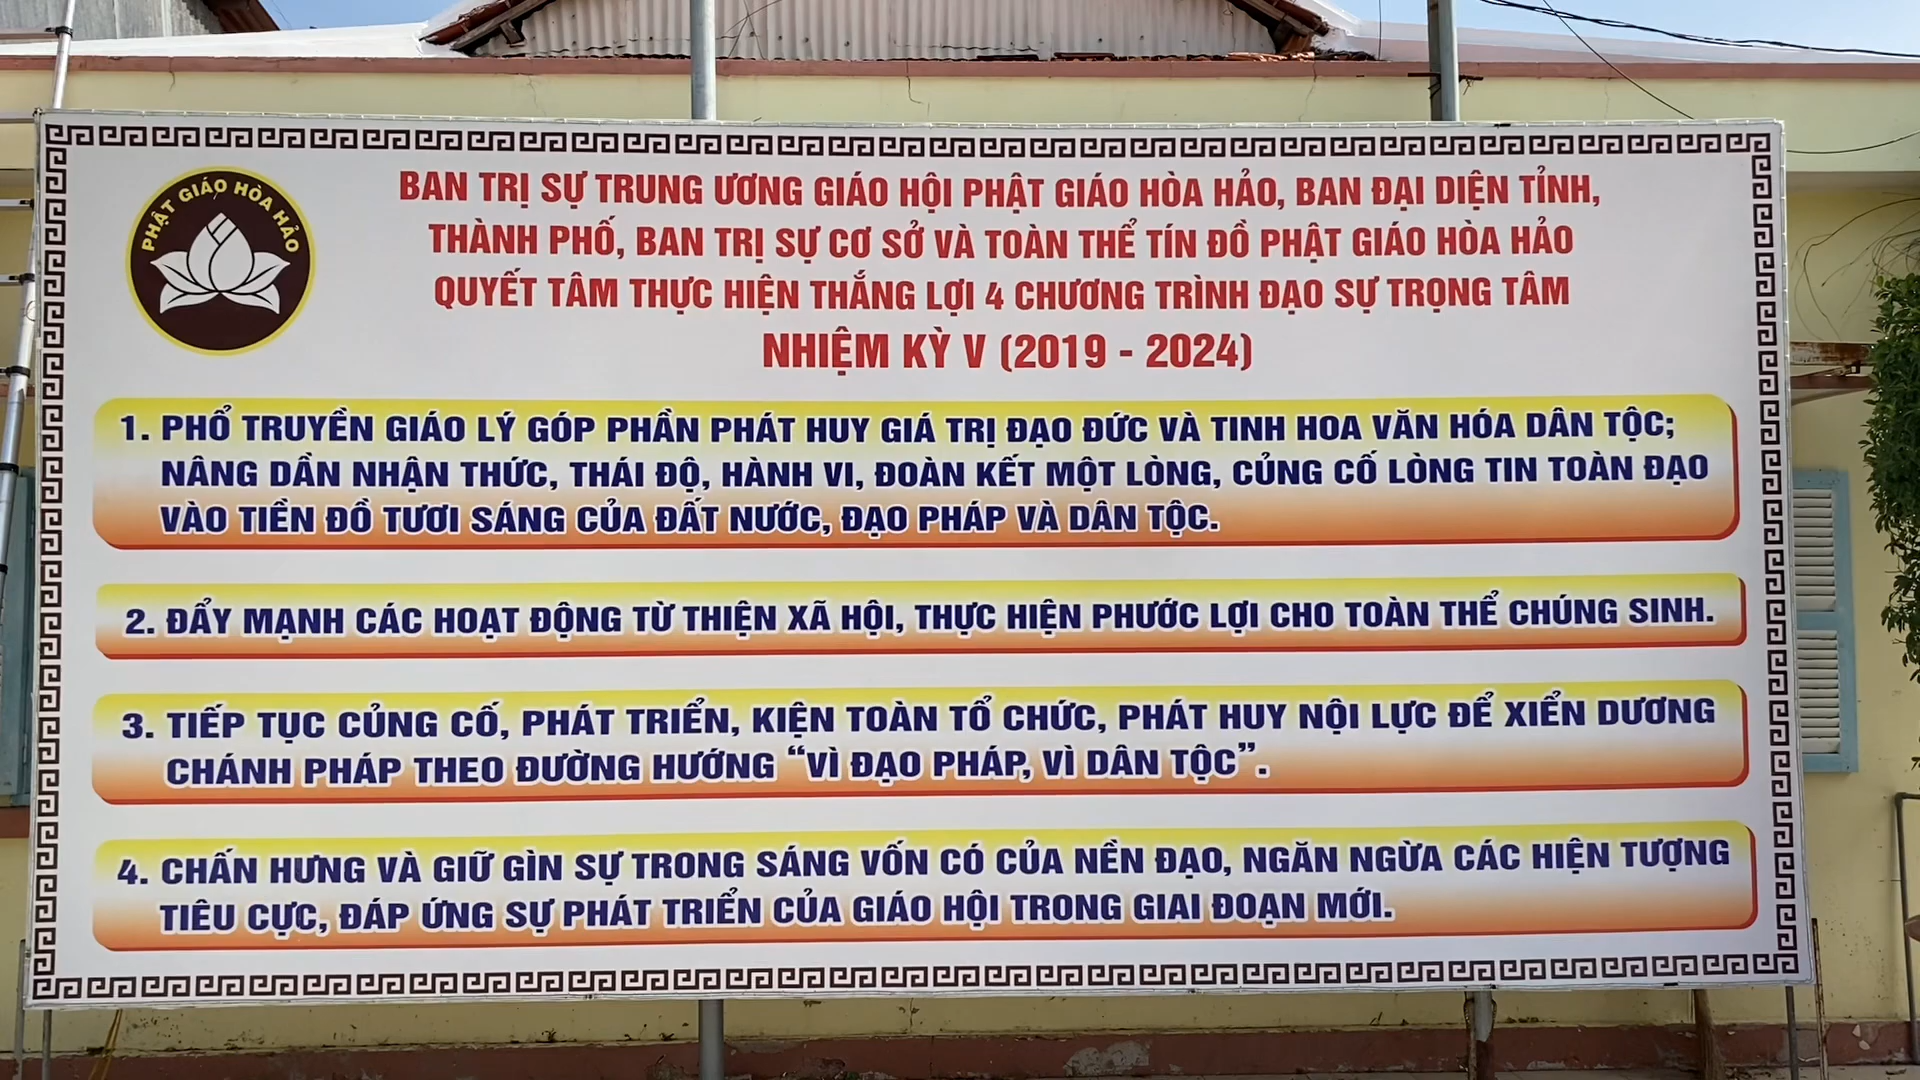 PHẬT GIÁO HÒA HẢO
BAN TRỊ SỰ TRUNG ƯƠNG GIÁO HỘI PHẬT GIÁO HÒA HẢO, BAN ĐẠI DIỆN TỈNH,
THÀNH PHỐ, BAN TRỊ SỰ CƠ SỞ VÀ TOÀN THỂ TÍN ĐỒ PHẬT GIÁO HÒA HẢO
QUYẾT TÂM THỰC HIỆN THẮNG LỢI 4 CHƯƠNG TRÌNH ĐẠO SỰ TRỌNG TÂM
NHIỆM KỲ V (2019 - 2024)
1. PHỔ TRUYỀN GIÁO LÝ GÓP PHẦN PHÁT HUY GIÁ TRỊ ĐẠO ĐỨC VÀ TINH HOA VĂN HÓA DÂN TỘC;
NÂNG DẦN NHẬN THỨC, THÁI ĐỘ, HÀNH VI, ĐOÀN KẾT MỘT LÒNG, CỦNG CỐ LÒNG TIN TOÀN ĐẠO
VÀO TIỀN ĐỒ TƯƠI SÁNG CỦA ĐẤT NƯỚC, ĐẠO PHÁP VÀ DÂN TỘC.
2. ĐẨY MẠNH CÁC HOẠT ĐỘNG TỪ THIỆN XÃ HỘI, THỰC HIỆN PHƯỚC LỢI CHO TOÀN THỂ CHÚNG SINH.
3. TIẾP TỤC CỦNG CỐ, PHÁT TRIỂN, KIỆN TOÀN TỔ CHỨC, PHÁT HUY NỘI LỰC ĐỂ XIỂN DƯƠNG
CHÁNH PHÁP THEO ĐƯỜNG HƯỚNG “VÌ ĐẠO PHÁP, VÌ DÂN TỘC”.
4. CHẤN HƯNG VÀ GIỮ GÌN SỰ TRONG SÁNG VỐN CÓ CỦA NỀN ĐẠO, NGĂN NGỪA CÁC HIỆN TƯỢNG
TIÊU CỰC, ĐÁP ỨNG SỰ PHÁT TRIỂN CỦA GIÁO HỘI TRONG GIAI ĐOẠN MỚI.